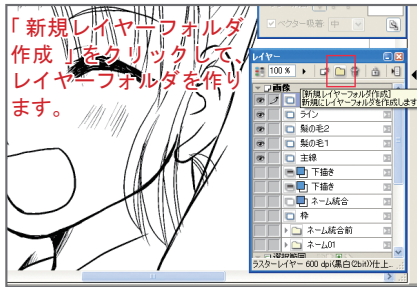 「新規レイヤーフォルダ
作成 」をクリックして、
レイヤーフォルダを作り
ます。
ベクター吸着 中
レイヤー
100 %
画像
[新規レイヤーフォルダ作成]
新規にレイヤーフォルダを作成します
ライン
髪の毛2
髪の毛1
主線
下描き
下描き
ネーム統合
枠
ネーム統合前
ネーム01
選択範囲
ラスターレイヤー 600 dpi(黒白(2bit))仕上...